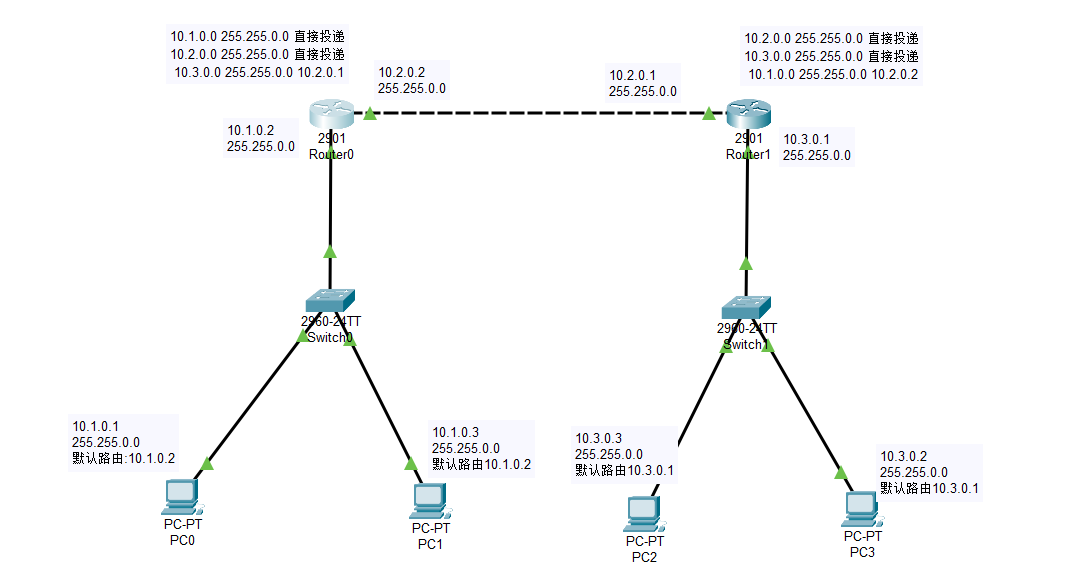 10.1.0.0 255.255.0.0 直接投递
10.2.0.0 255.255.0.0 直接投递
10.3.0.0 255.255.0.0 10.2.0.1
10.2.0.2
255.255.0.0
10.2.0.1
255.255.0.0
10.2.0.0 255.255.0.0 直接投递
10.3.0.0 255.255.0.0 直接投递
10.1.0.0 255.255.0.0 10.2.0.2
10.1.0.2
255.255.0.0
2901
Router0
2901
Router1
10.3.0.1
255.255.0.0
2960-24TT
Switch0
2960-24TT
Switch1
10.1.0.1
255.255.0.0
默认路由:10.1.0.2
10.1.0.3
255.255.0.0
默认路由10.1.0.2
10.3.0.3
255.255.0.0
默认路由10.3.0.1
10.3.0.2
255.255.0.0
默认路由10.3.0.1
PC-PT
PC0
PC-PT
PC1
PC-PT
PC2
PC-PT
PC3